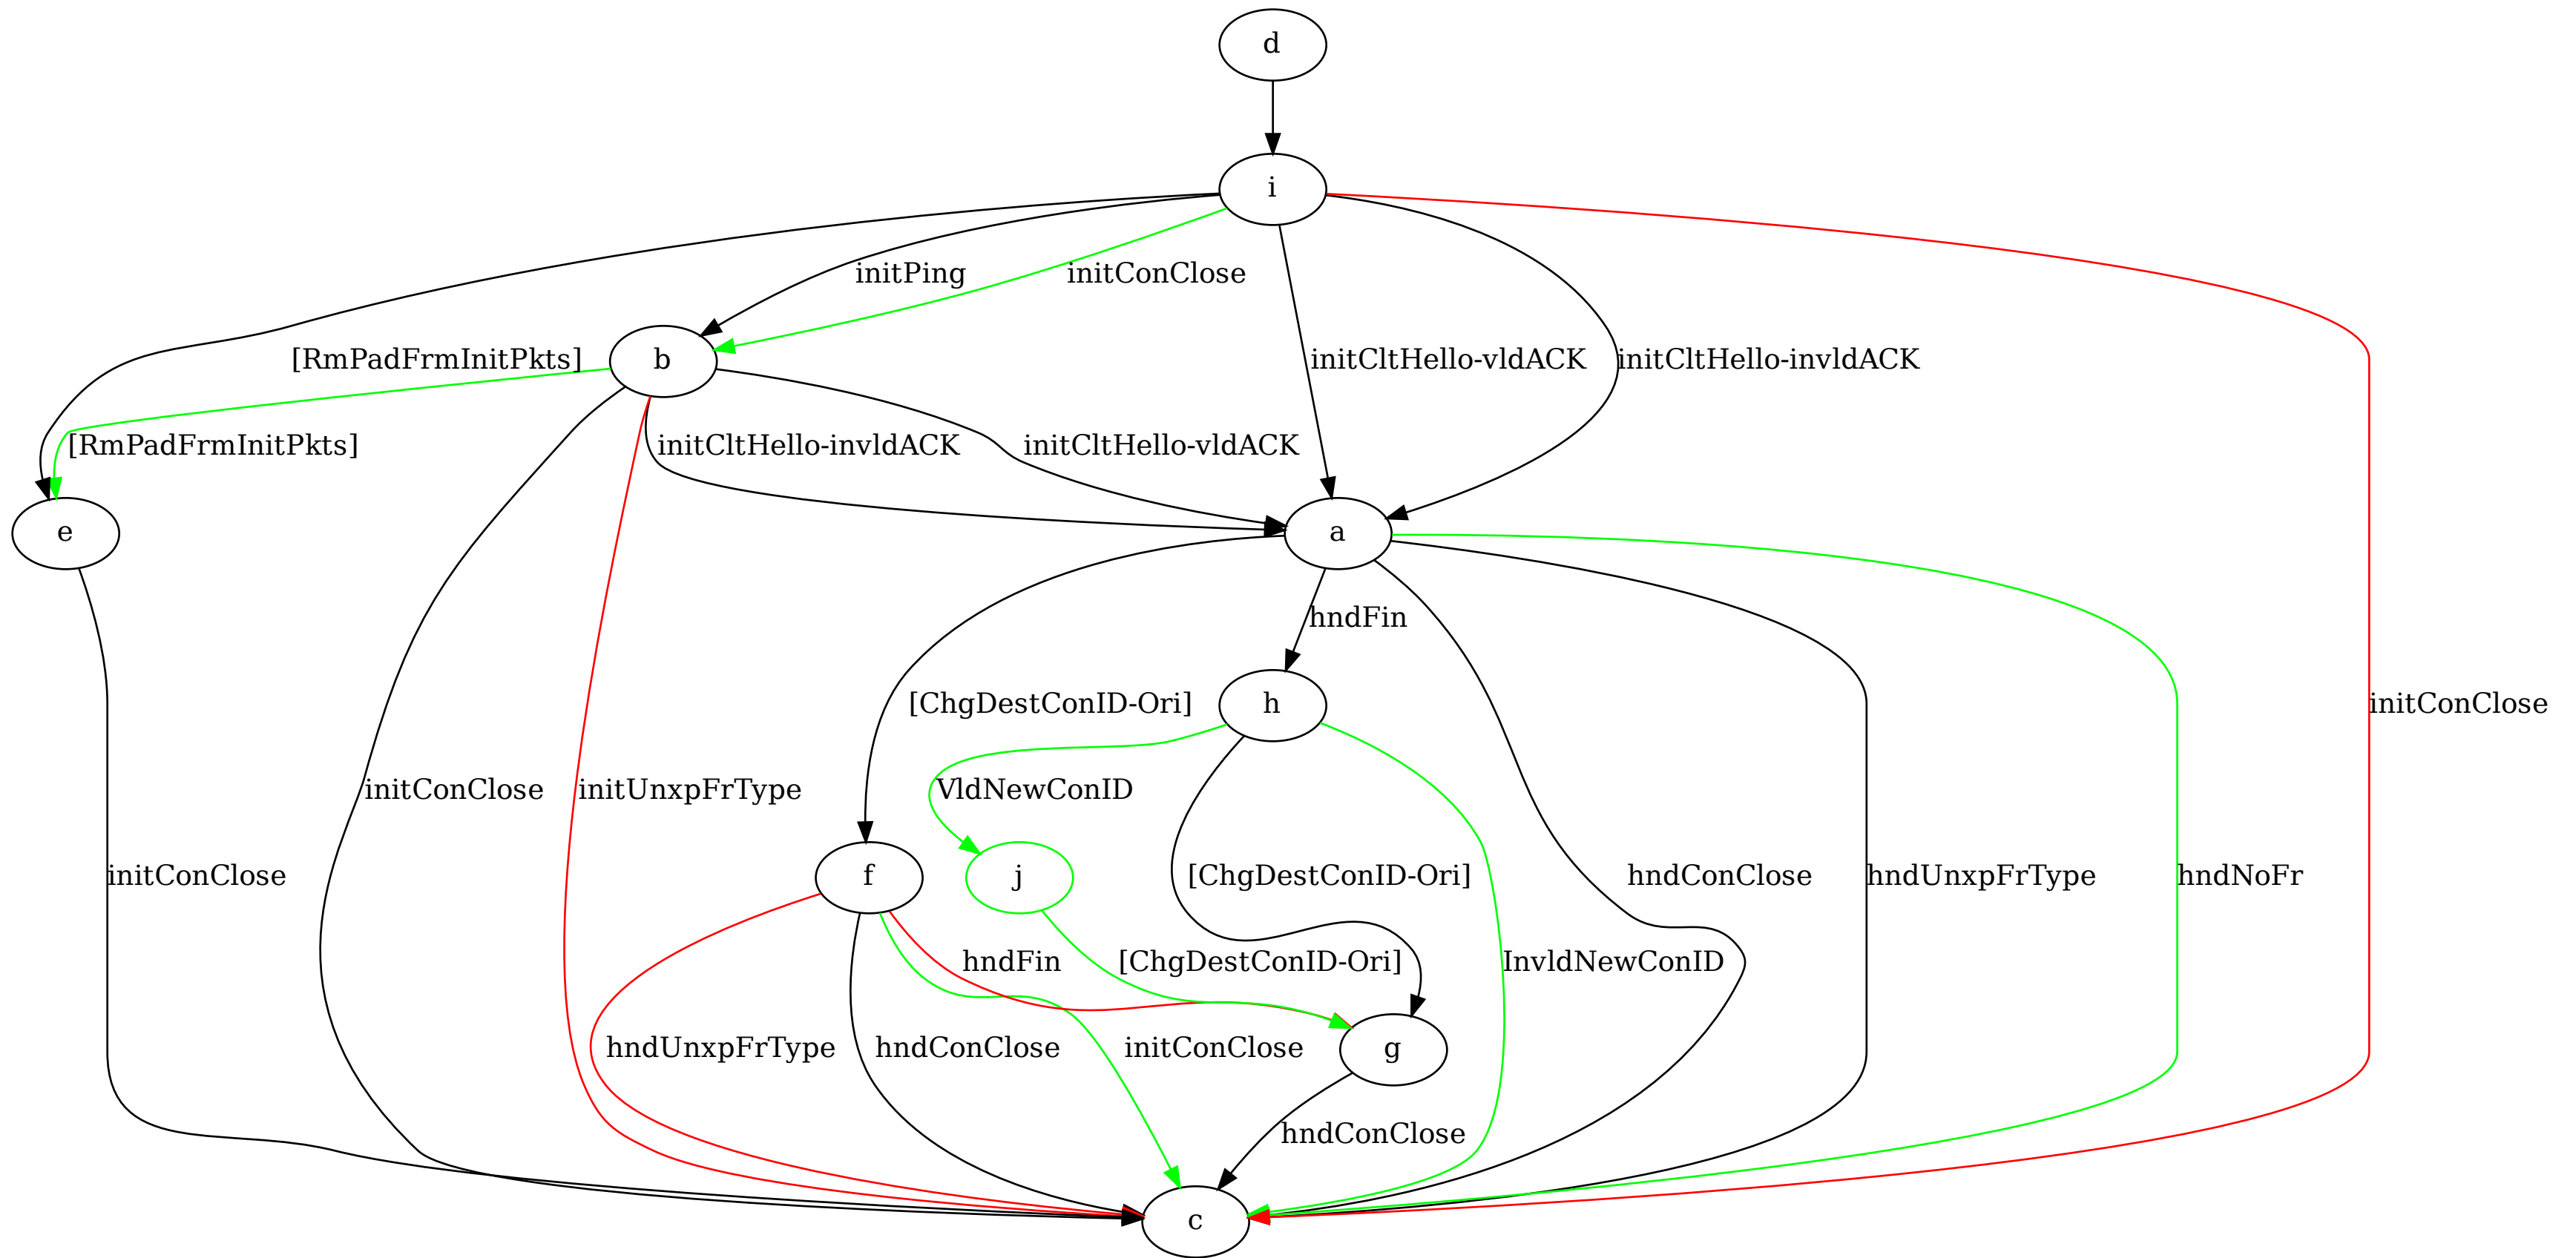 d
i
initPing
initConClose
[RmPadFrmInitPkts]
b
initCltHello-vldACK
initCltHello-invldACK
[RmPadFrmInitPkts]
initCltHello-invldACK
initCltHello-vldACK
e
a
hndFin
[ChgDestConID-Ori]
h
initConClose
initConClose
initUnxpFrType
VldNewConID
initConClose
f
j
[ChgDestConID-Ori]
hndConClose
hndUnxpFrType
hndNoFr
hndFin
[ChgDestConID-Ori]
InvldNewConID
hndUnxpFrType
hndConClose
initConClose
g
hndConClose
c